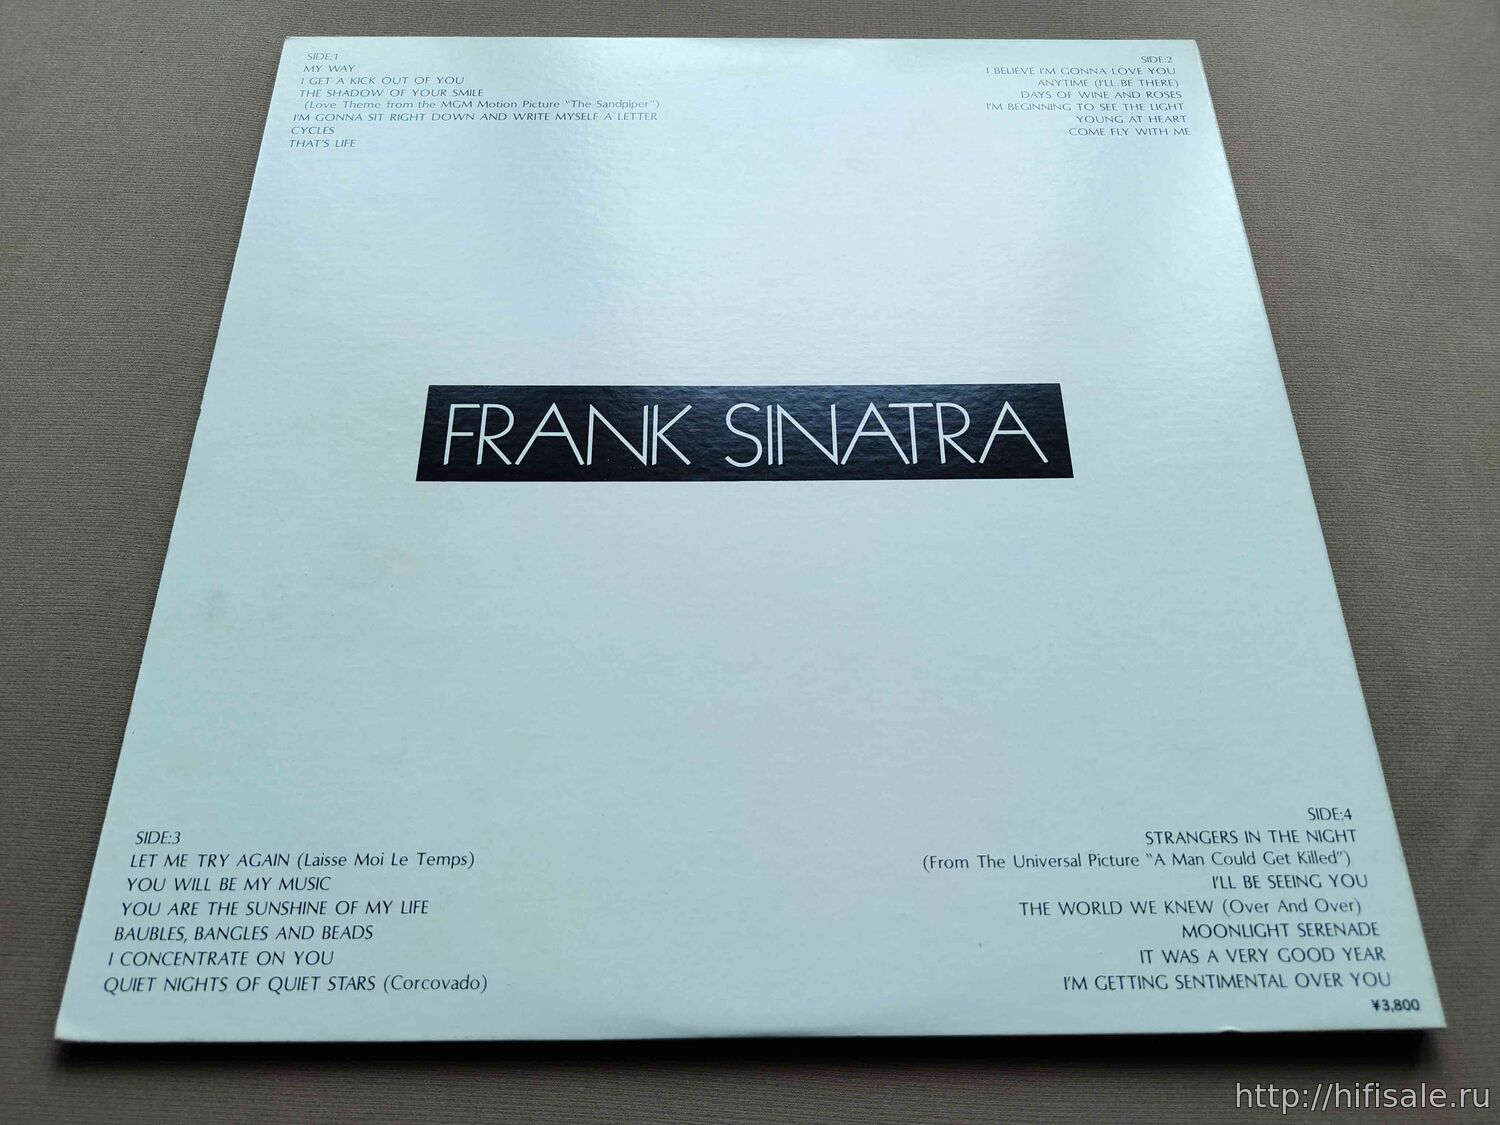 SIDE:1
MY WAY
I GET A KICK OUT OF YOU
THE SHADOW OF YOUR SMILE
(Love Theme from the MGM Motion Picture "The Sandpiper")
I'M GONNA SIT RIGHT DOWN AND WRITE MYSELF A LETTER
CYCLES
THAT'S LIFE
SIDE:2
I BELIEVE I'M GONNA LOVE YOU
ANYTIME (I'LL BE THERE)
DAYS OF WINE AND ROSES
I'M BEGINNING TO SEE THE LIGHT
YOUNG AT HEART
COME FLY WITH ME
FRANK SINATRA
SIDE:3
LET ME TRY AGAIN (Laisse Moi Le Temps)
YOU WILL BE MY MUSIC
YOU ARE THE SUNSHINE OF MY LIFE
BAUBLES, BANGLES AND BEADS
I CONCENTRATE ON YOU
QUIET NIGHTS OF QUIET STARS (Corcovado)
SIDE:4
STRANGERS IN THE NIGHT
(From The Universal Picture "A Man Could Get Killed")
I'LL BE SEEING YOU
THE WORLD WE KNEW (Over And Over)
MOONLIGHT SERENADE
IT WAS A VERY GOOD YEAR
I'M GETTING SENTIMENTAL OVER YOU
¥3,800
http://hifisale.ru